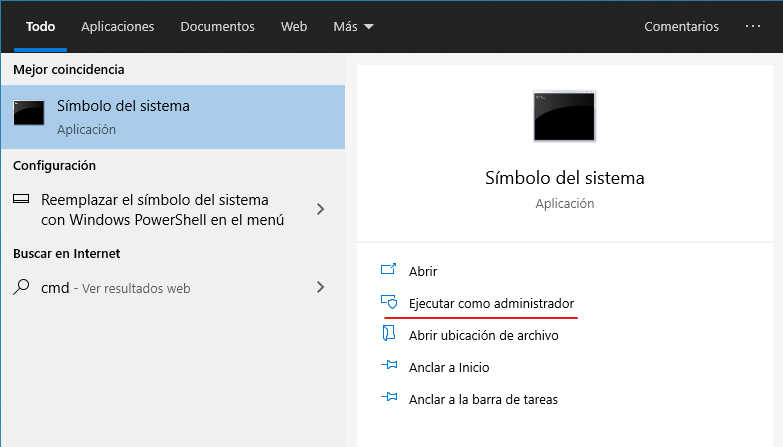 Todo Aplicaciones Documentos Web Más Comentarios ...
Mejor coincidencia
Símbolo del sistema
Aplicación
Configuración
Reemplazar el símbolo del sistema
con Windows PowerShell en el menú
Buscar en Internet
cmd - Ver resultados web
Símbolo del sistema
Aplicación
Abrir
Ejecutar como administrador
Abrir ubicación de archivo
Anclar a Inicio
Anclar a la barra de tareas